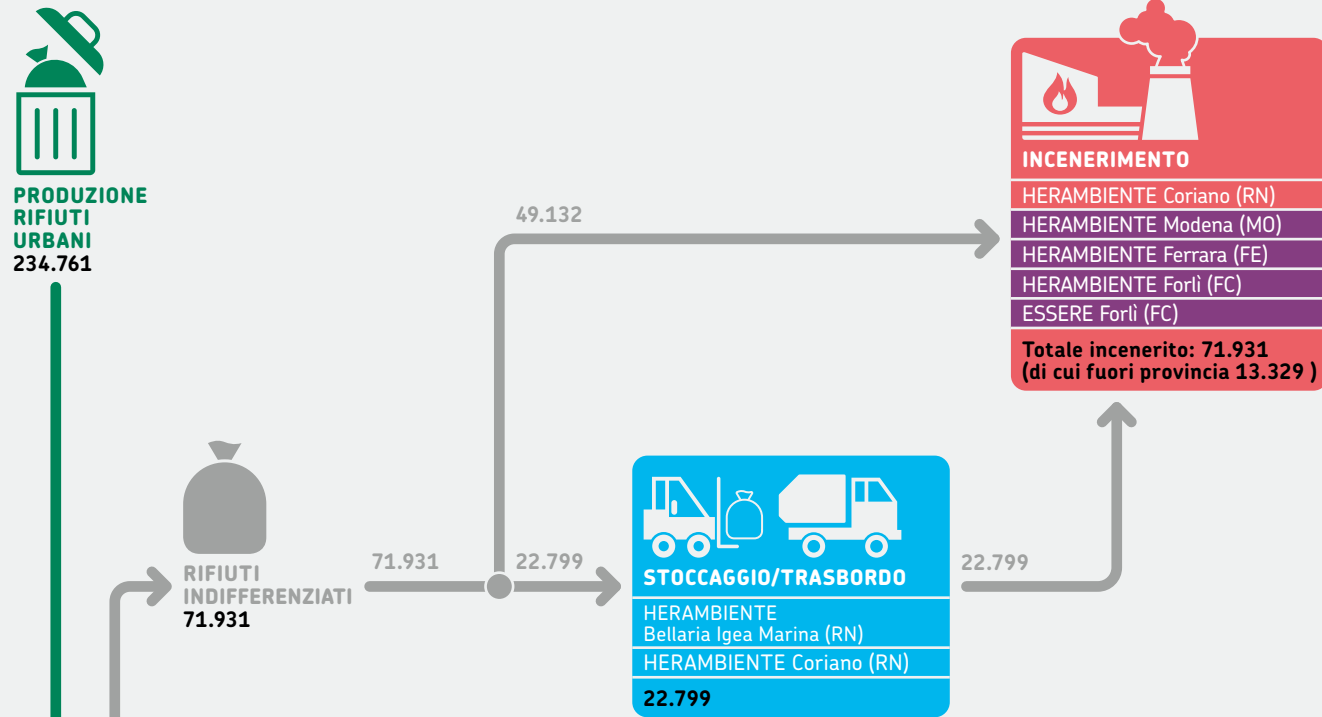 PRODUZIONE
RIFIUTI
URBANI
234.761
49.132
INCENERIMENTO
HERAMBIENTE Coriano (RN)
HERAMBIENTE Modena (MO)
HERAMBIENTE Ferrara (FE)
HERAMBIENTE Forlì (FC)
ESSERE Forlì (FC)
Totale incenerito: 71.931
(di cui fuori provincia 13.329 )
RIFIUTI
INDIFFERENZIATI
71.931
71.931
22.799
STOCCAGGIO/TRASBORDO
HERAMBIENTE
Bellaria Igea Marina (RN)
HERAMBIENTE Coriano (RN)
22.799
22.799